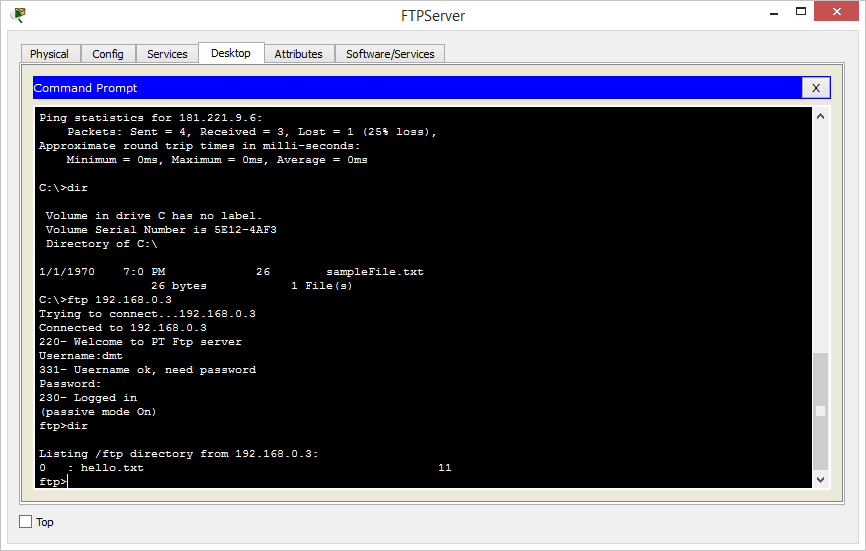 FTPServer
Physical Config Services Desktop Attributes Software/Services
Command Prompt X
Ping statistics for 181.221.9.6:
    Packets: Sent = 4, Received = 3, Lost = 1 (25% loss),
Approximate round trip times in milli-seconds:
    Minimum = 0ms, Maximum = 0ms, Average = 0ms
C:\>dir
 Volume in drive C has no label.
 Volume Serial Number is 5E12-4AF3
 Directory of C:\
1/1/1970    7:0 PM             26        sampleFile.txt
                26 bytes            1 File(s)
C:\>ftp 192.168.0.3
Trying to connect...192.168.0.3
Connected to 192.168.0.3
220- Welcome to PT Ftp server
Username:dmt
331- Username ok, need password
Password:
230- Logged in
(passive mode On)
ftp>dir
Listing /ftp directory from 192.168.0.3:
0   : hello.txt                                          11
ftp>
Top